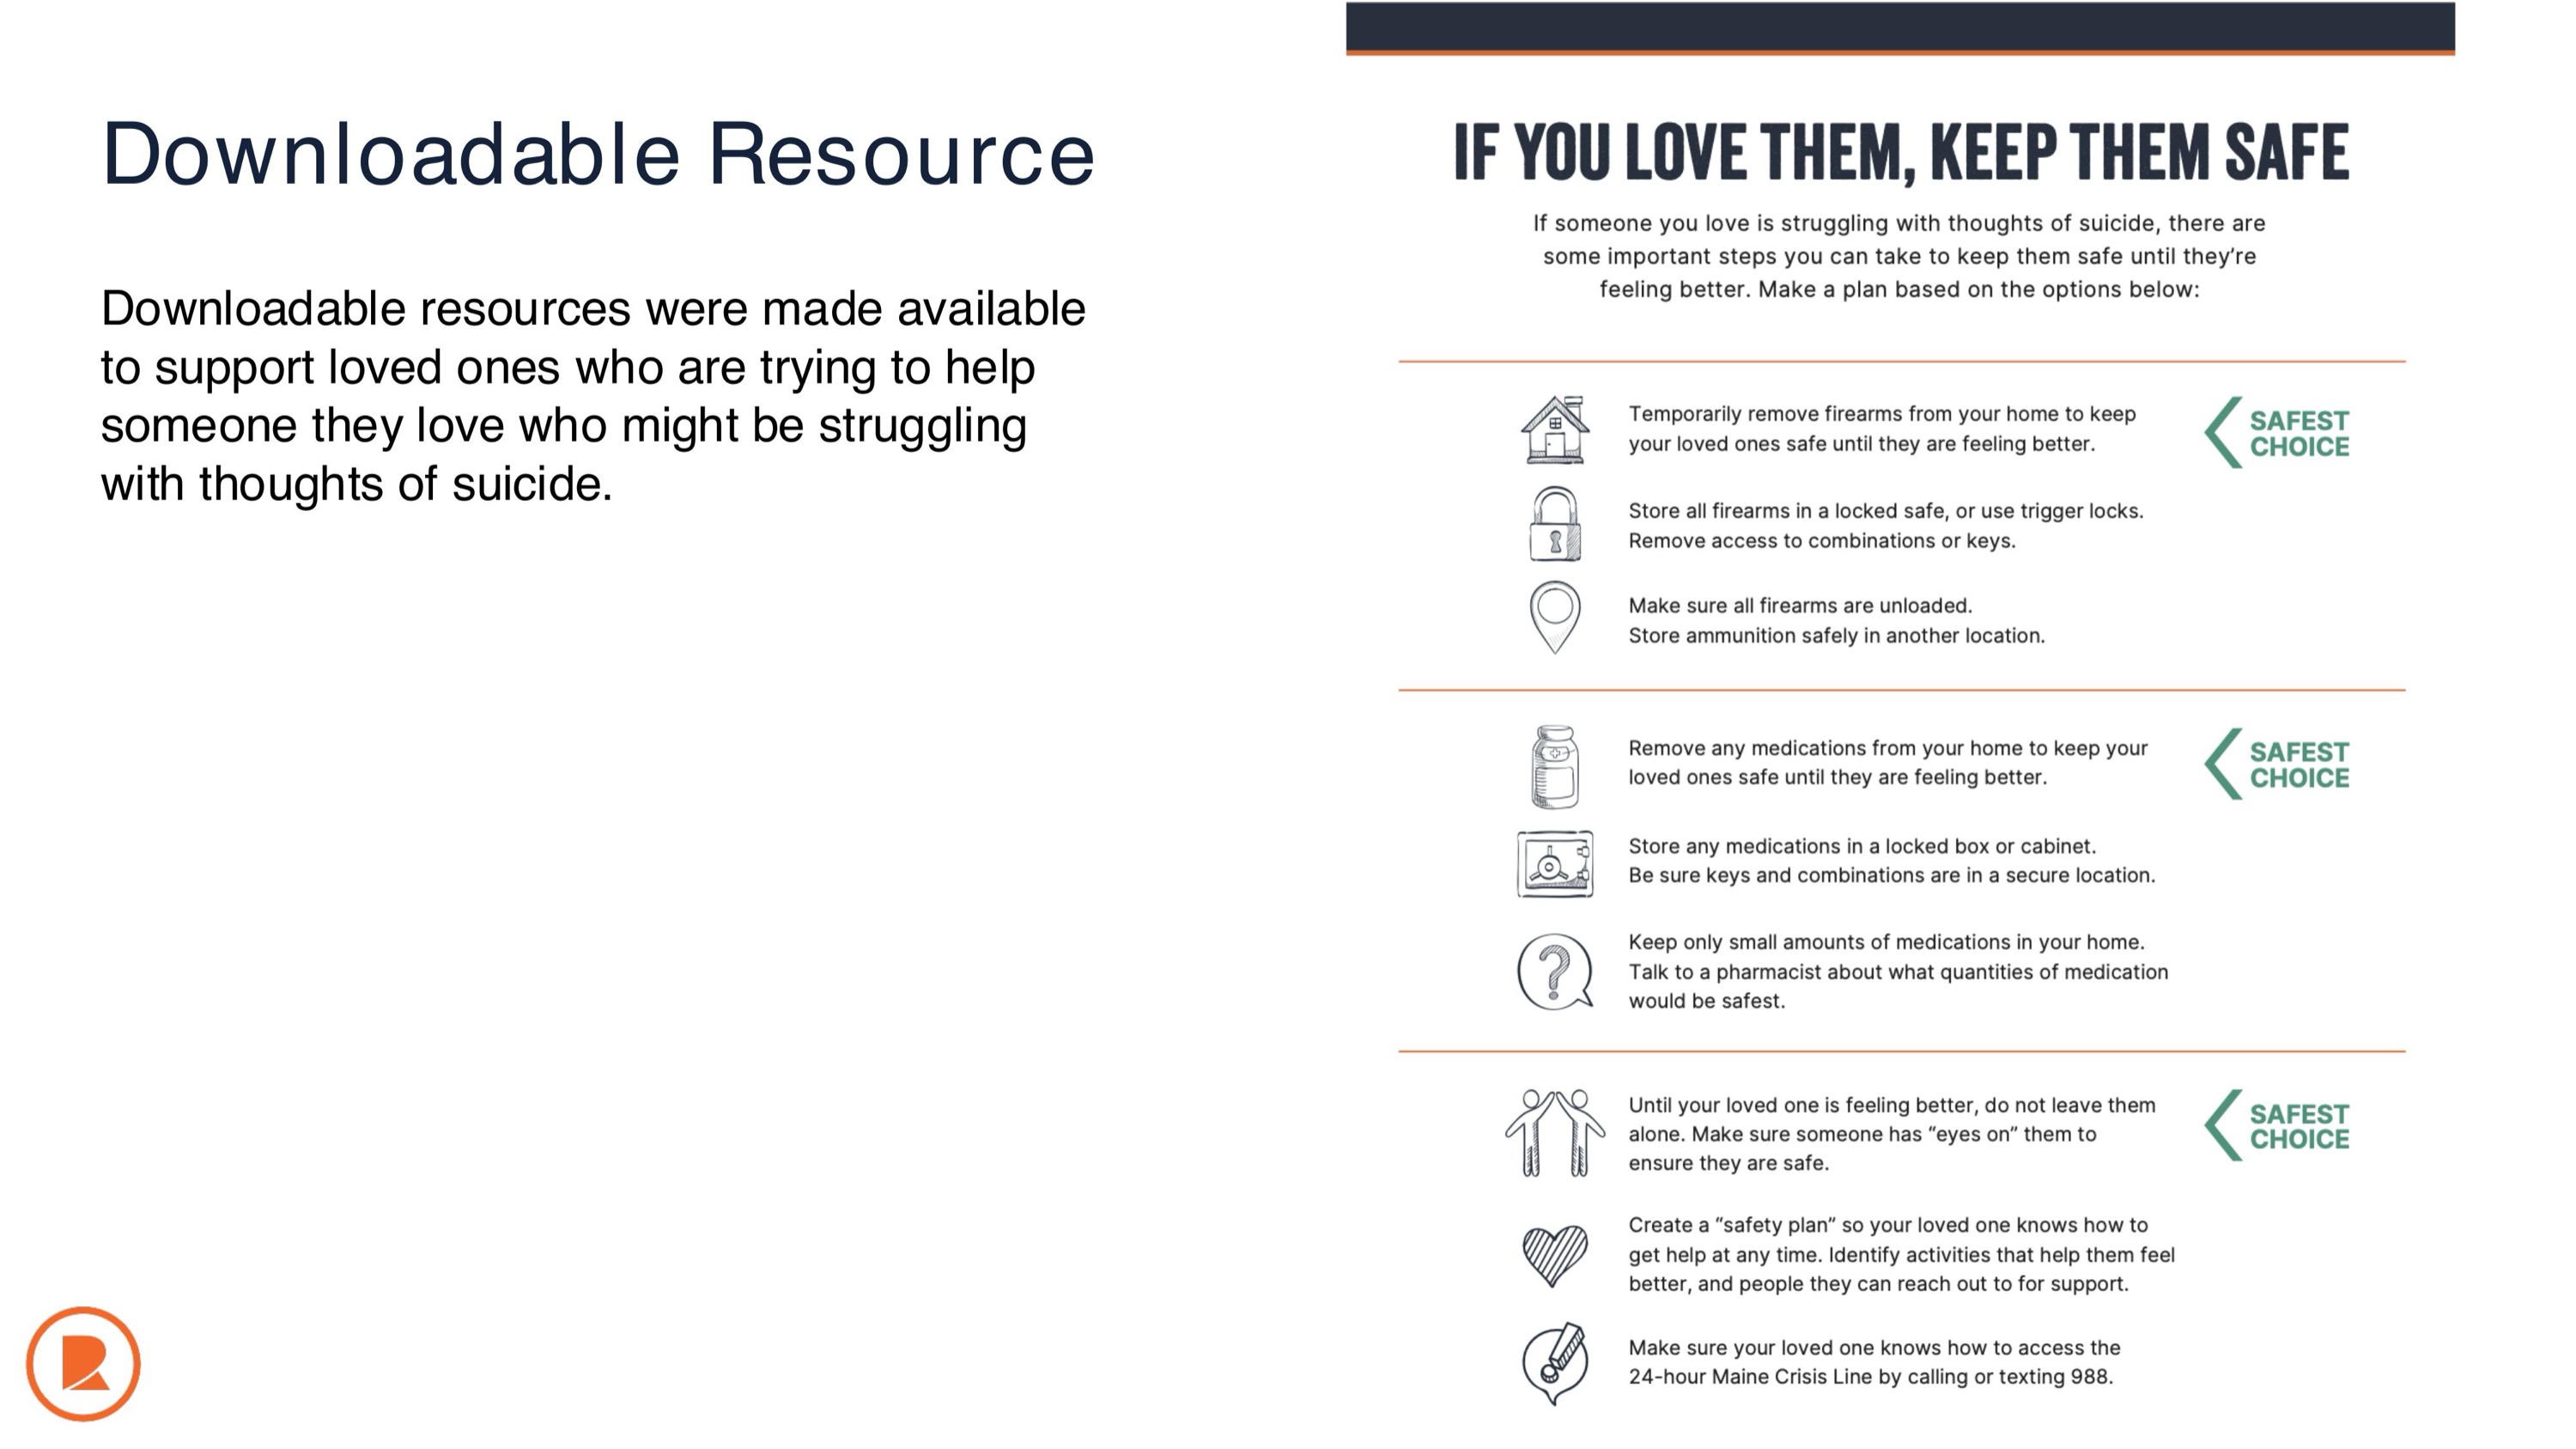 Downloadable Resource
Downloadable resources were made available
to support loved ones who are trying to help
someone they love who might be struggling
with thoughts of suicide.
IF YOU LOVE THEM, KEEP THEM SAFE
If someone you love is struggling with thoughts of suicide, there are
some important steps you can take to keep them safe until they're
feeling better. Make a plan based on the options below:
Temporarily remove firearms from your home to keep
your loved ones safe until they are feeling better.
SAFEST
CHOICE
Store all firearms in a locked safe, or use trigger locks.
Remove access to combinations or keys.
Make sure all firearms are unloaded.
Store ammunition safely in another location.
Remove any medications from your home to keep your
loved ones safe until they are feeling better.
SAFEST
CHOICE
Store any medications in a locked box or cabinet.
Be sure keys and combinations are in a secure location.
Keep only small amounts of medications in your home.
Talk to a pharmacist about what quantities of medication
would be safest.
Until your loved one is feeling better, do not leave them
alone. Make sure someone has “eyes on” them to
ensure they are safe.
SAFEST
CHOICE
Create a “safety plan” so your loved one knows how to
get help at any time. Identify activities that help them feel
better, and people they can reach out to for support.
Make sure your loved one knows how to access the
24-hour Maine Crisis Line by calling or texting 988.
R